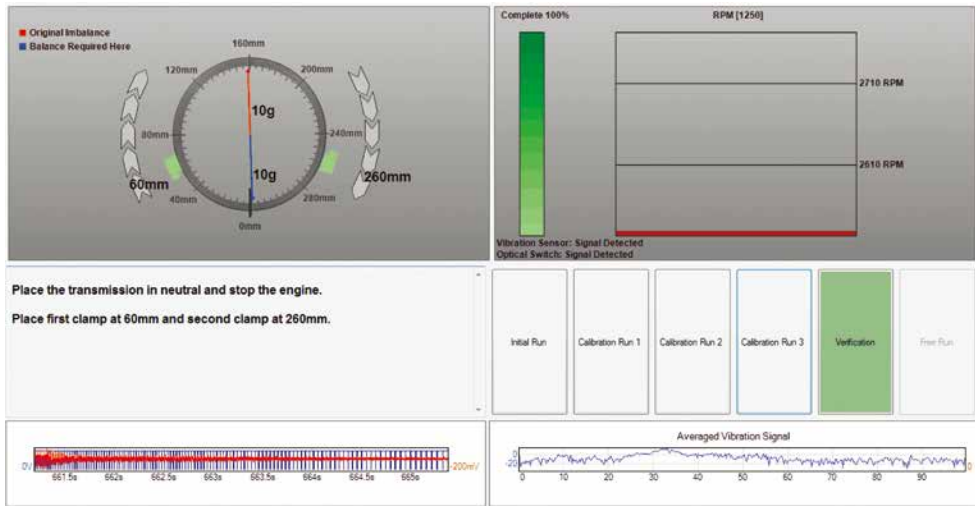 Original Imbalance
Balance Required Here
160mm
120mm
200mm
10g
80mm
240mm
10g
60mm
260mm
40mm
280mm
0mm
Complete 100%
RPM [1250]
2710 RPM
2610 RPM
Vibration Sensor: Signal Detected
Optical Switch: Signal Detected
Place the transmission in neutral and stop the engine.
Place first clamp at 60mm and second clamp at 260mm.
Initial Run
Calibration Run 1
Calibration Run 2
Calibration Run 3
Verification
Free Run
0V
-200mV
661.5s 662s 662.5s 663s 663.5s 664s 664.5s 665s
Averaged Vibration Signal
0
-20
0
0 10 20 30 40 50 60 70 80 90